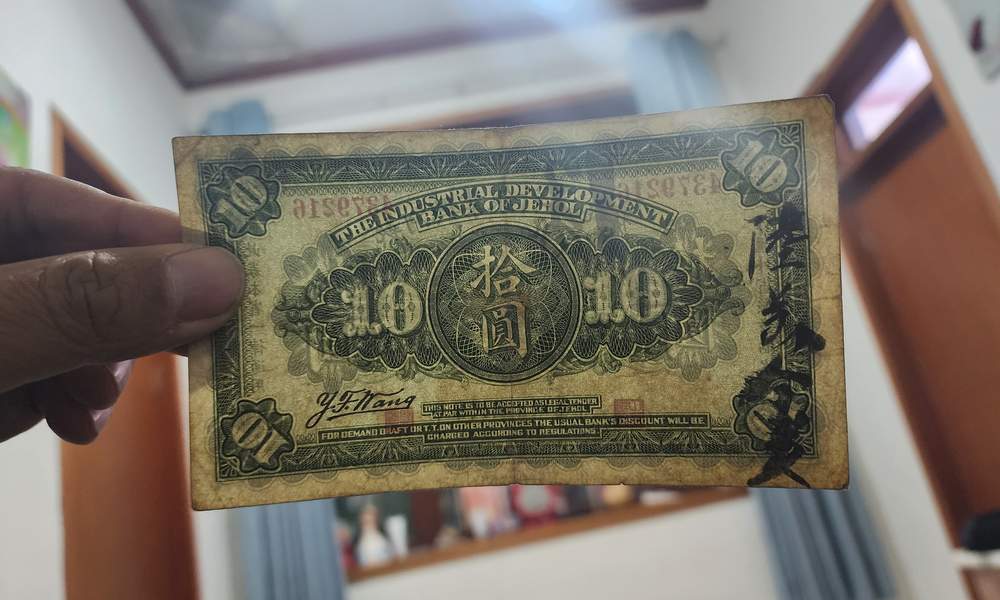 10
10
THE INDUSTRIAL DEVELOPMENT
BANK OF JEHOL
10
拾
圓
10
Y.F.Wang
THIS NOTE IS TO BE ACCEPTED AS LEGAL TENDER
AT PAR WITHIN THE PROVINCE OF JEHOL
FOR DEMAND DRAFT OR T.T. ON OTHER PROVINCES THE USUAL BANK'S DISCOUNT WILL BE
CHARGED ACCORDING TO REGULATIONS.
10
10